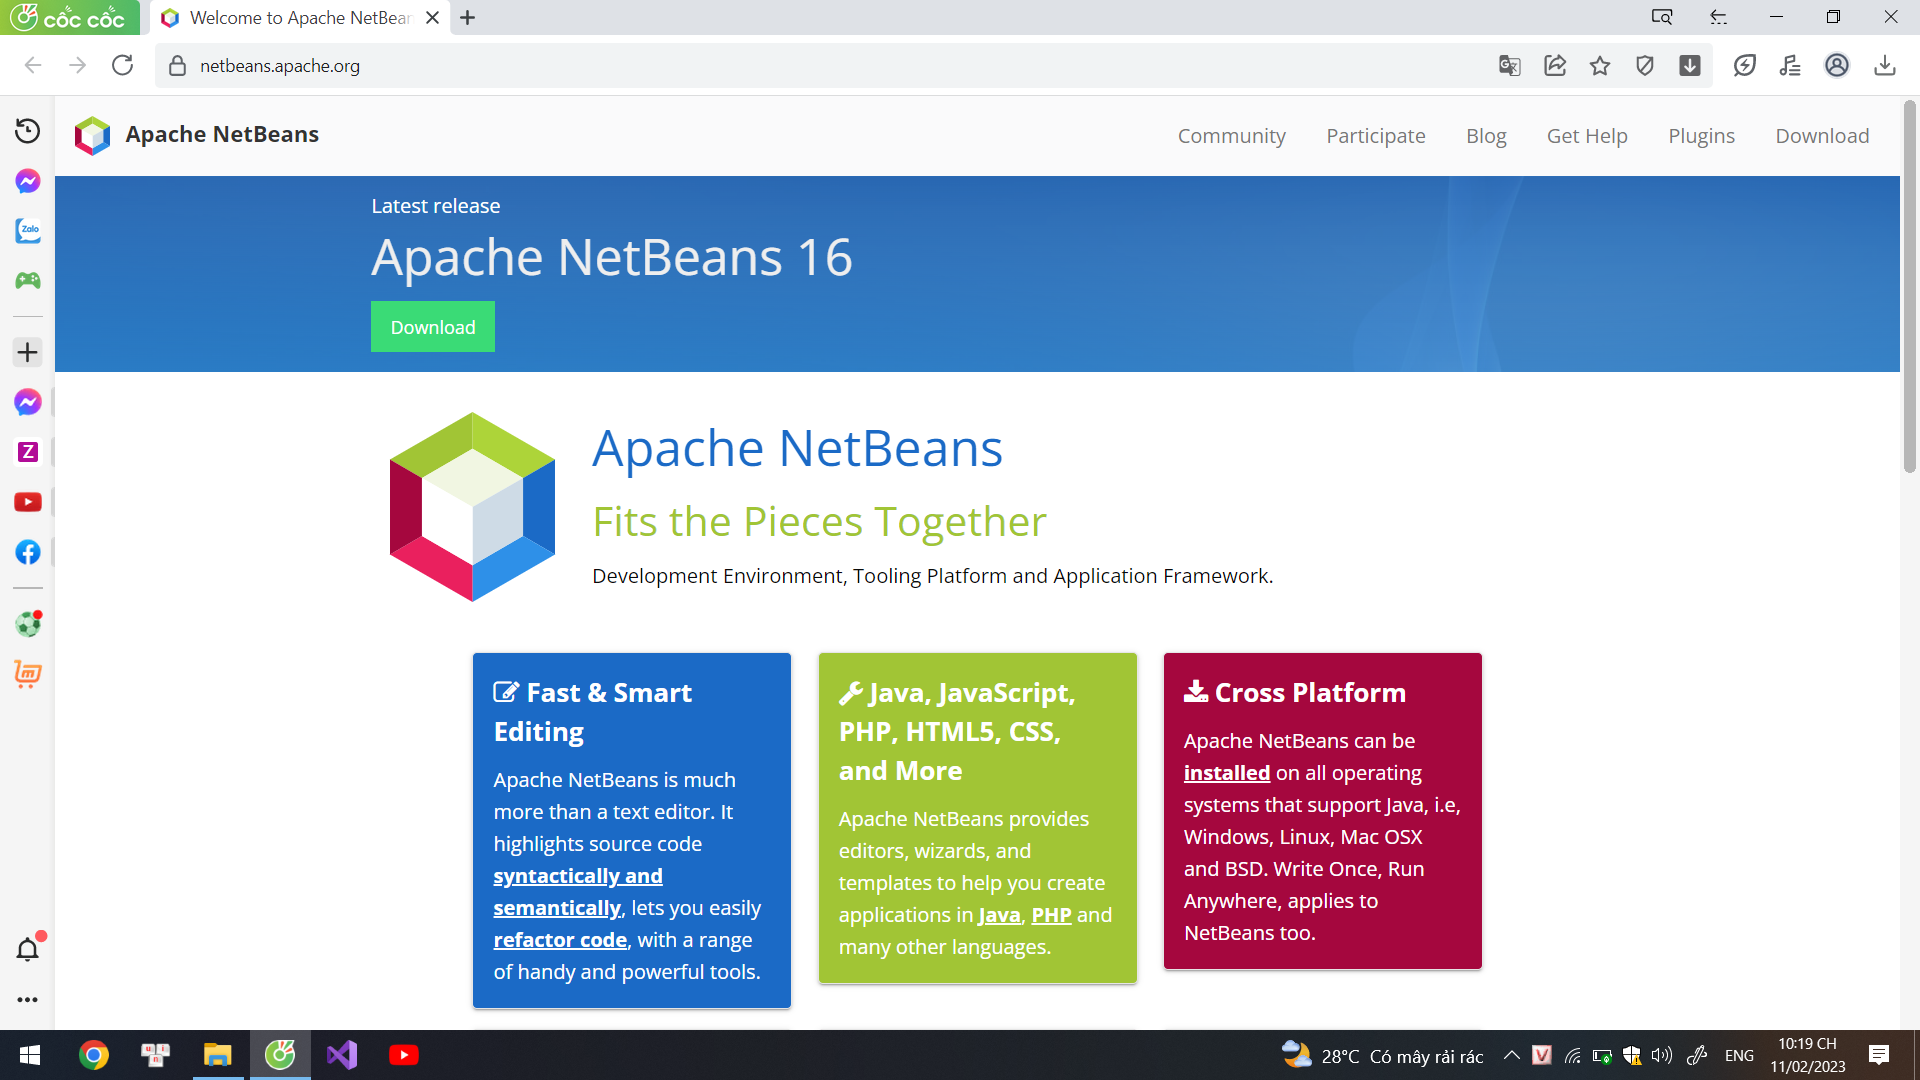 cốc cốc
Welcome to Apache NetBean
netbeans.apache.org
Apache NetBeans
Community
Participate
Blog
Get Help
Plugins
Download
Zalo
Latest release
Apache NetBeans 16
Download
Apache NetBeans
Fits the Pieces Together
Development Environment, Tooling Platform and Application Framework.
Fast & Smart
Editing
Apache NetBeans is much
more than a text editor. It
highlights source code
syntactically and
semantically, lets you easily
refactor code, with a range
of handy and powerful tools.
Java, JavaScript,
PHP, HTML5, CSS,
and More
Apache NetBeans provides
editors, wizards, and
templates to help you create
applications in Java, PHP and
many other languages.
Cross Platform
Apache NetBeans can be
installed on all operating
systems that support Java, i.e,
Windows, Linux, Mac OSX
and BSD. Write Once, Run
Anywhere, applies to
NetBeans too.
Z
28°C Có mây rải rác
V
ENG
10:19 CH
11/02/2023